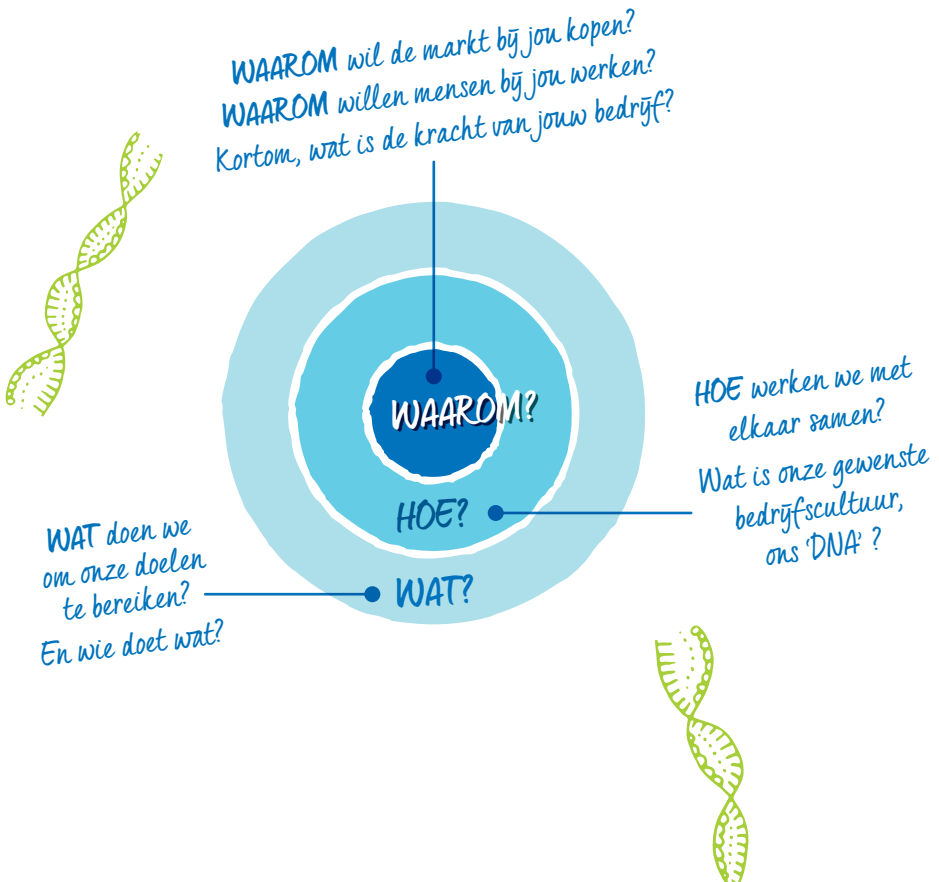 WAAROM wil de markt bij jou kopen?
WAAROM willen mensen bij jou werken?
Kortom, wat is de kracht van jouw bedrijf?
WAAROM?
HOE werken we met
elkaar samen?
Wat is onze gewenste
bedrijfscultuur,
ons ‘DNA’ ?
HOE?
WAT doen we
om onze doelen
te bereiken?
En wie doet wat?
WAT?